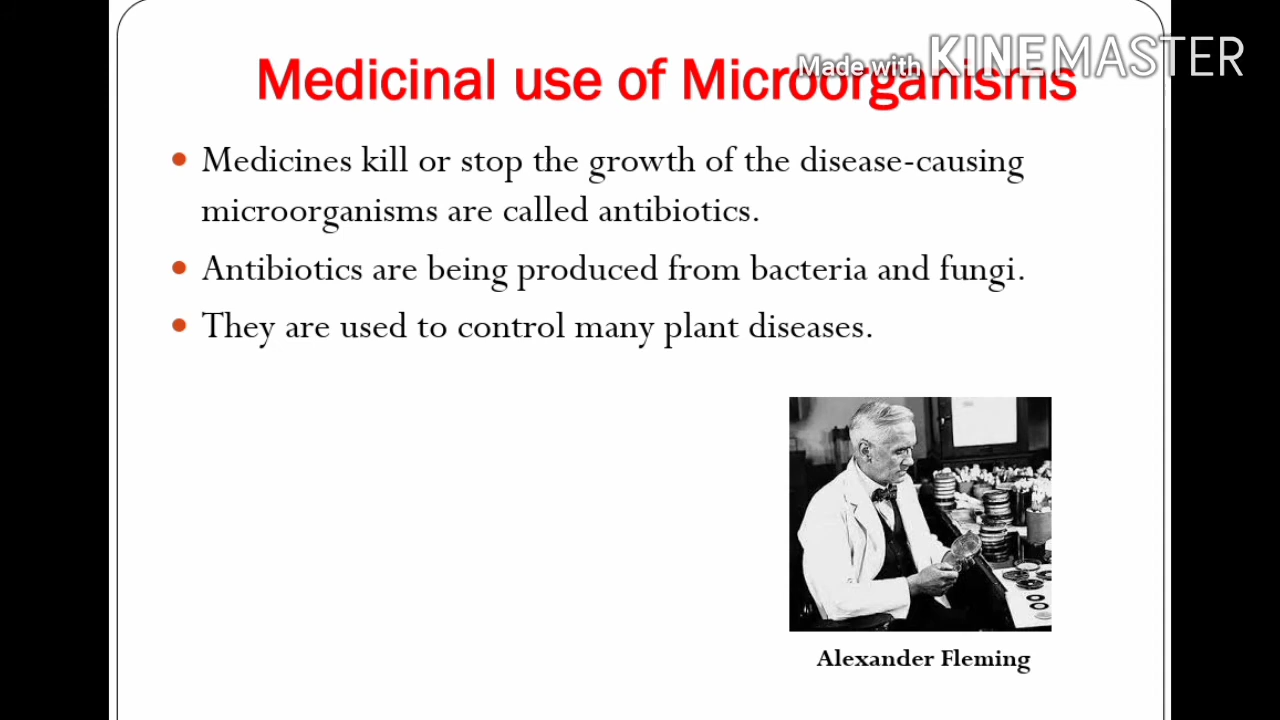 Medicinal use of Microorganisms
Made with KINEMASTER
• Medicines kill or stop the growth of the disease-causing
microorganisms are called antibiotics.
• Antibiotics are being produced from bacteria and fungi.
• They are used to control many plant diseases.
Alexander Fleming